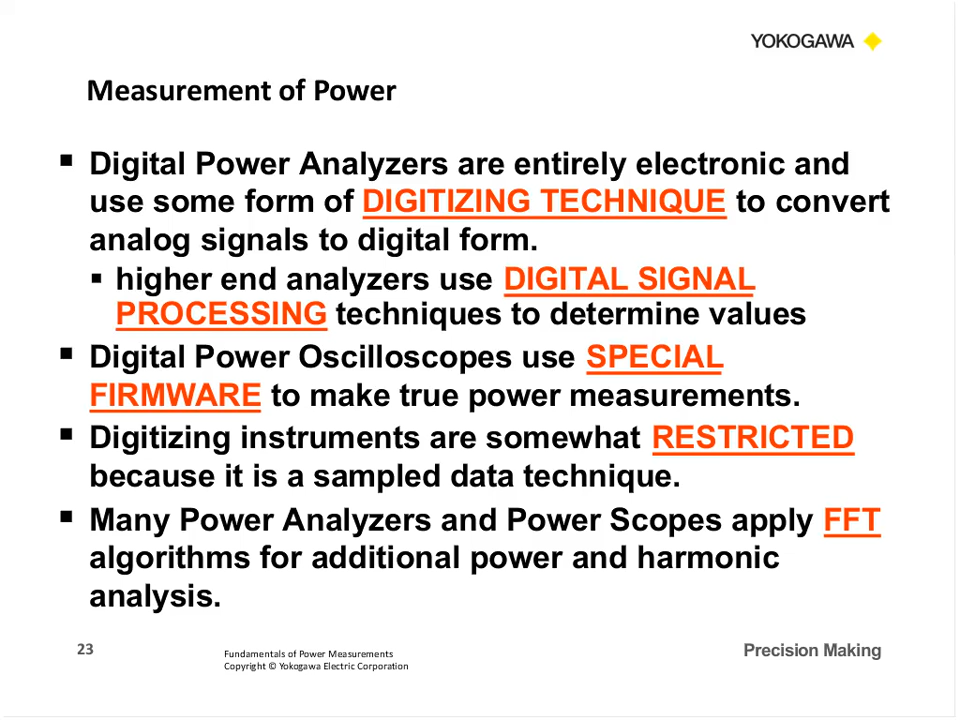 YOKOGAWA
Measurement of Power
▪ Digital Power Analyzers are entirely electronic and
use some form of DIGITIZING TECHNIQUE to convert
analog signals to digital form.
▪ higher end analyzers use DIGITAL SIGNAL
PROCESSING techniques to determine values
▪ Digital Power Oscilloscopes use SPECIAL
FIRMWARE to make true power measurements.
▪ Digitizing instruments are somewhat RESTRICTED
because it is a sampled data technique.
▪ Many Power Analyzers and Power Scopes apply FFT
algorithms for additional power and harmonic
analysis.
23
Fundamentals of Power Measurements
Copyright © Yokogawa Electric Corporation
Precision Making